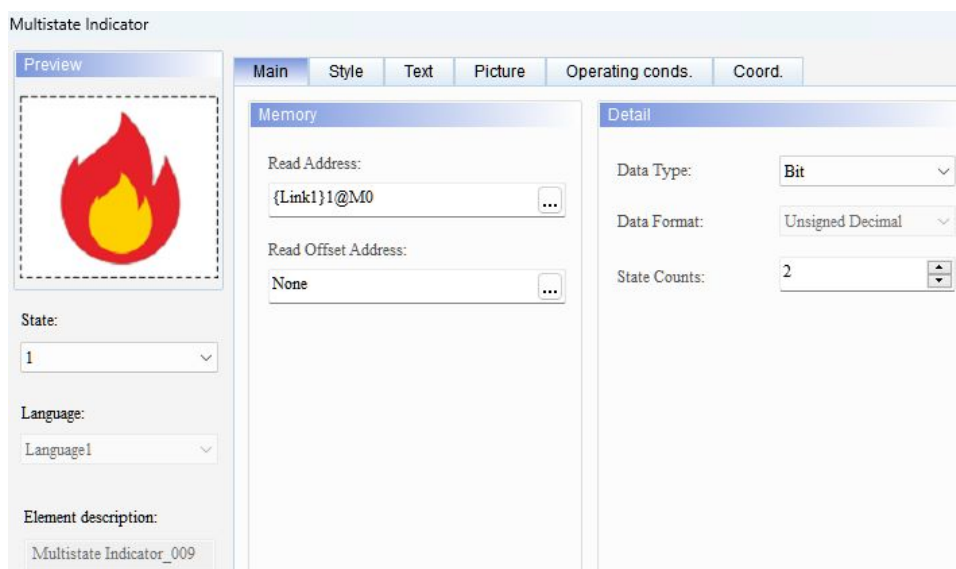 Multistate Indicator
Preview
Main Style Text Picture Operating conds. Coord.
Memory
Detail
Read Address:
{Link1}1@M0
...
Read Offset Address:
None
...
Data Type:
Bit
Data Format:
Unsigned Decimal
State Counts:
2
State:
1
Language:
Language1
Element description:
Multistate Indicator_009